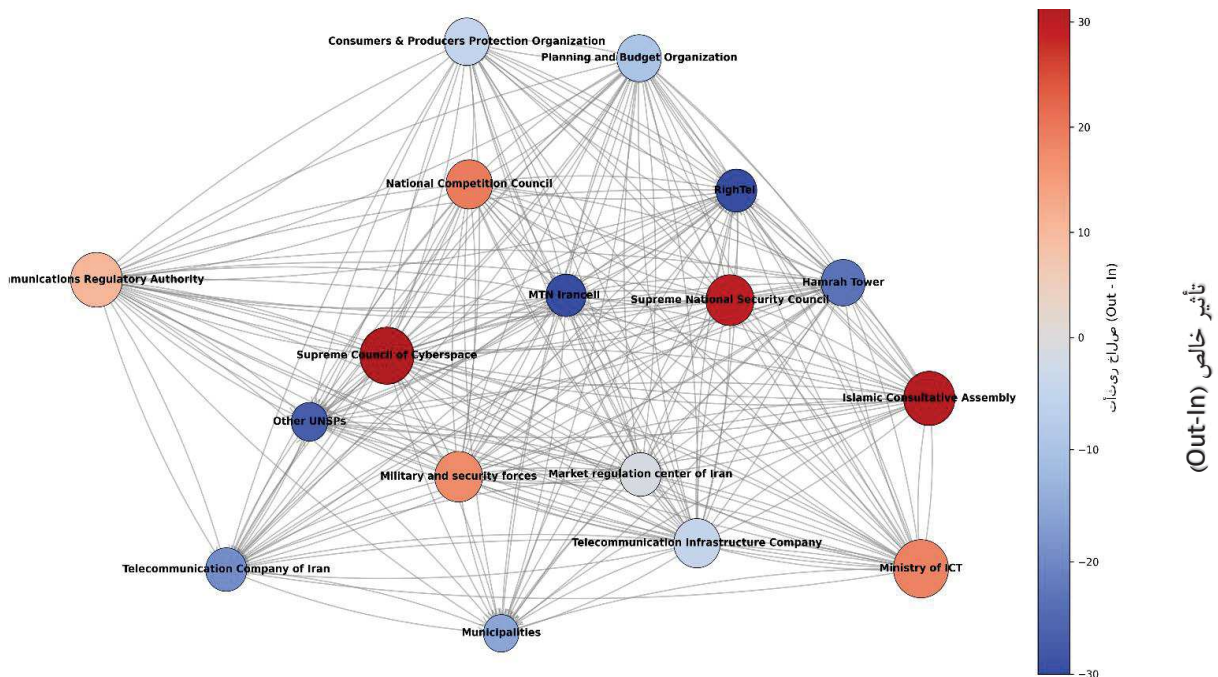 Consumers & Producers Protection Organization
Planning and Budget Organization
National Competition Council
RighTel
munications Regulatory Authority
MTN Irancell
Supreme National Security Council
Hamrah Tower
Supreme Council of Cyberspace
Islamic Consultative Assembly
Other UNSPs
Military and security forces
Market regulation center of Iran
Telecommunication Infrastructure Company
Telecommunication Company of Iran
Ministry of ICT
Municipalities
30
20
10
0
−10
−20
−30
تأثیر خالص (Out - In)
تأثیر خالص (Out-In)